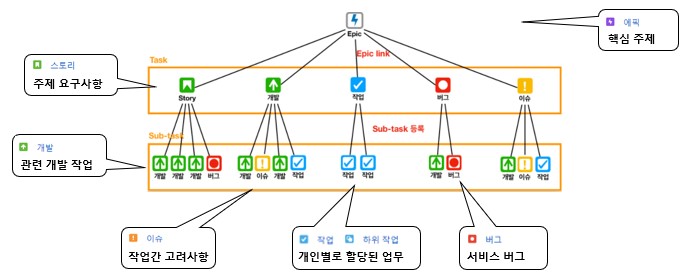 Epic
에픽
핵심 주제
Epic link
스토리
주제 요구사항
Task
Story
개발
작업
버그
이슈
개발
관련 개발 작업
Sub-task
Sub-task 등록
개발 개발 개발 버그
개발 이슈 개발 작업
작업 작업
개발 버그
개발 이슈 작업
이슈
작업간 고려사항
작업 하위 작업
개인별로 할당된 업무
버그
서비스 버그